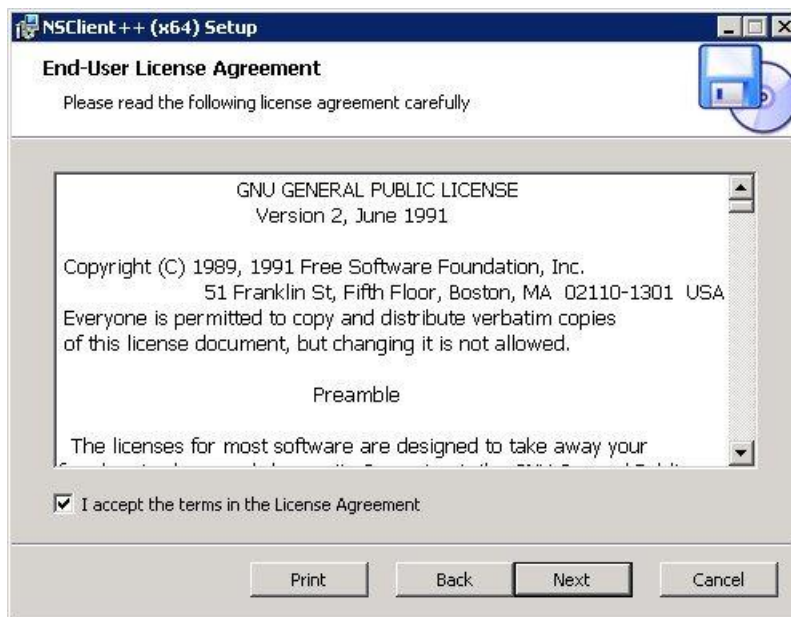 NSClient++ (x64) Setup
End-User License Agreement
Please read the following license agreement carefully
GNU GENERAL PUBLIC LICENSE
Version 2, June 1991
Copyright (C) 1989, 1991 Free Software Foundation, Inc.
51 Franklin St, Fifth Floor, Boston, MA 02110-1301 USA
Everyone is permitted to copy and distribute verbatim copies
of this license document, but changing it is not allowed.
Preamble
The licenses for most software are designed to take away your
I accept the terms in the License Agreement
Print Back Next Cancel